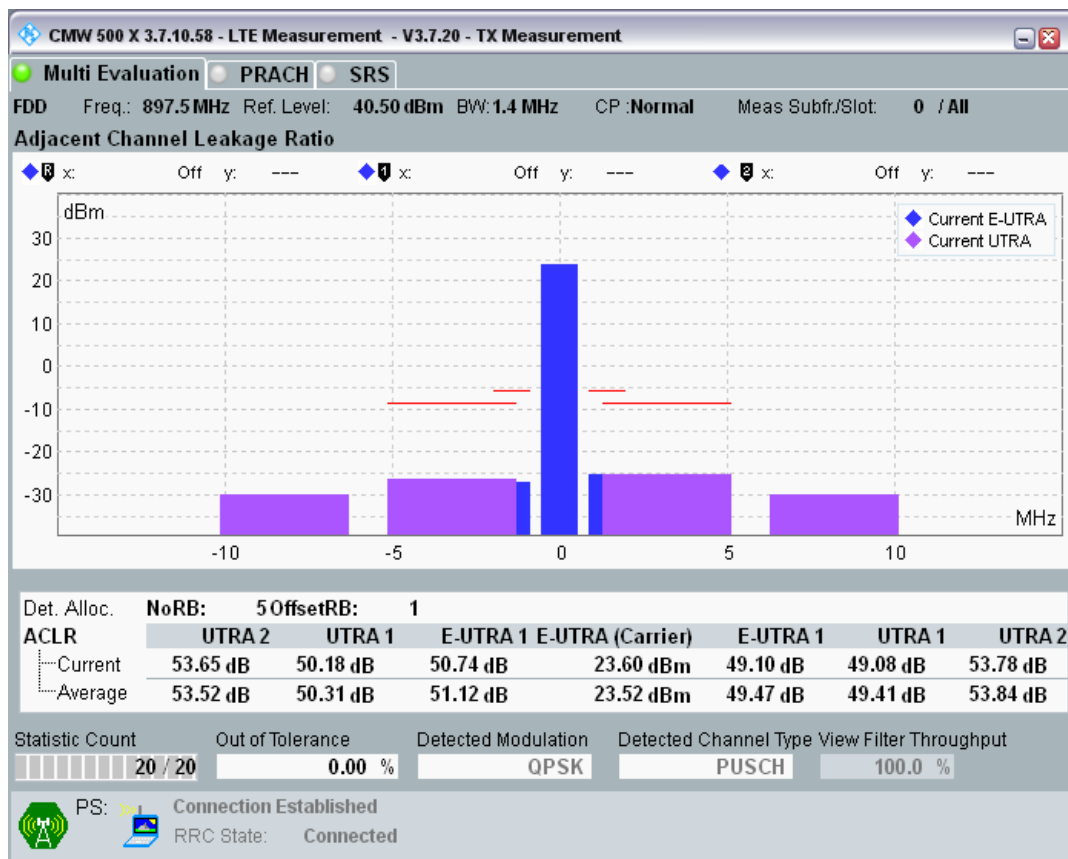 CMW 500 X 3.7.10.58 - LTE Measurement - V3.7.20 - TX Measurement
Multi Evaluation PRACH SRS
FDD Freq.: 897.5 MHz Ref. Level: 40.50 dBm BW: 1.4 MHz CP :Normal Meas Subfr./Slot: 0 / All
Adjacent Channel Leakage Ratio
R x: Off y: --- 1 x: Off y: --- 2 x: Off y: ---
dBm
Current E-UTRA
Current UTRA
30
20
10
0
-10
-20
-30
MHz
-10 -5 0 5 10
Det. Alloc. NoRB: 5 OffsetRB: 1
ACLR UTRA 2 UTRA 1 E-UTRA 1 E-UTRA (Carrier) E-UTRA 1 UTRA 1 UTRA 2
Current 53.65 dB 50.18 dB 50.74 dB 23.60 dBm 49.10 dB 49.08 dB 53.78 dB
Average 53.52 dB 50.31 dB 51.12 dB 23.52 dBm 49.47 dB 49.41 dB 53.84 dB
Statistic Count Out of Tolerance Detected Modulation Detected Channel Type View Filter Throughput
20 / 20 0.00 % QPSK PUSCH 100.0 %
PS: Connection Established
RRC State: Connected